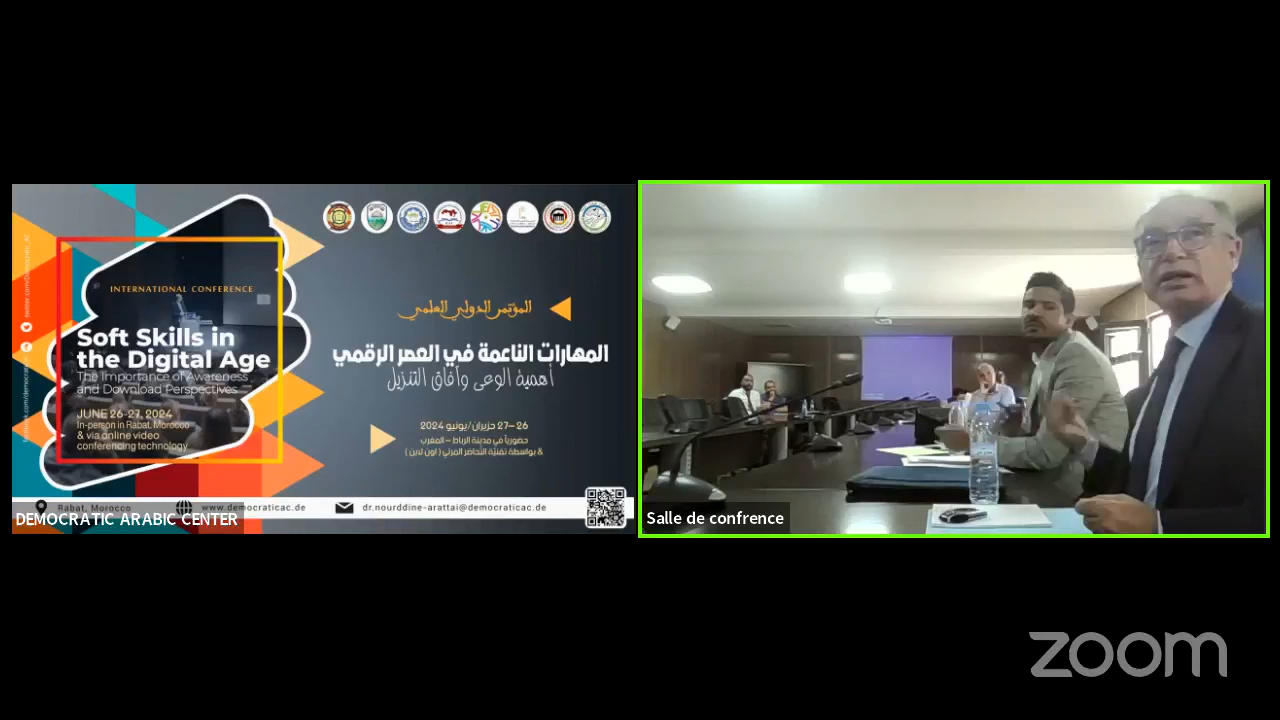 INTERNATIONAL CONFERENCE
Soft Skills in
the Digital Age
The Importance of Awareness
and Download Perspectives
JUNE 26-27, 2024
In-person in Rabat, Morocco
& via online video
conferencing technology
المؤتمر الدولي العلمي
المهارات الناعمة في العصر الرقمي
أهمية الوعي وآفاق التنزيل
26–27 حزيران/يونيو 2024
حضورياً في مدينة الرباط – المغرب
& بواسطة تقنيّة التّحاضر المرئي ( اون لاين )
Rabat, Morocco
www.democraticac.de
dr.nourddine-arattai@democraticac.de
DEMOCRATIC ARABIC CENTER
Salle de confrence
zoom